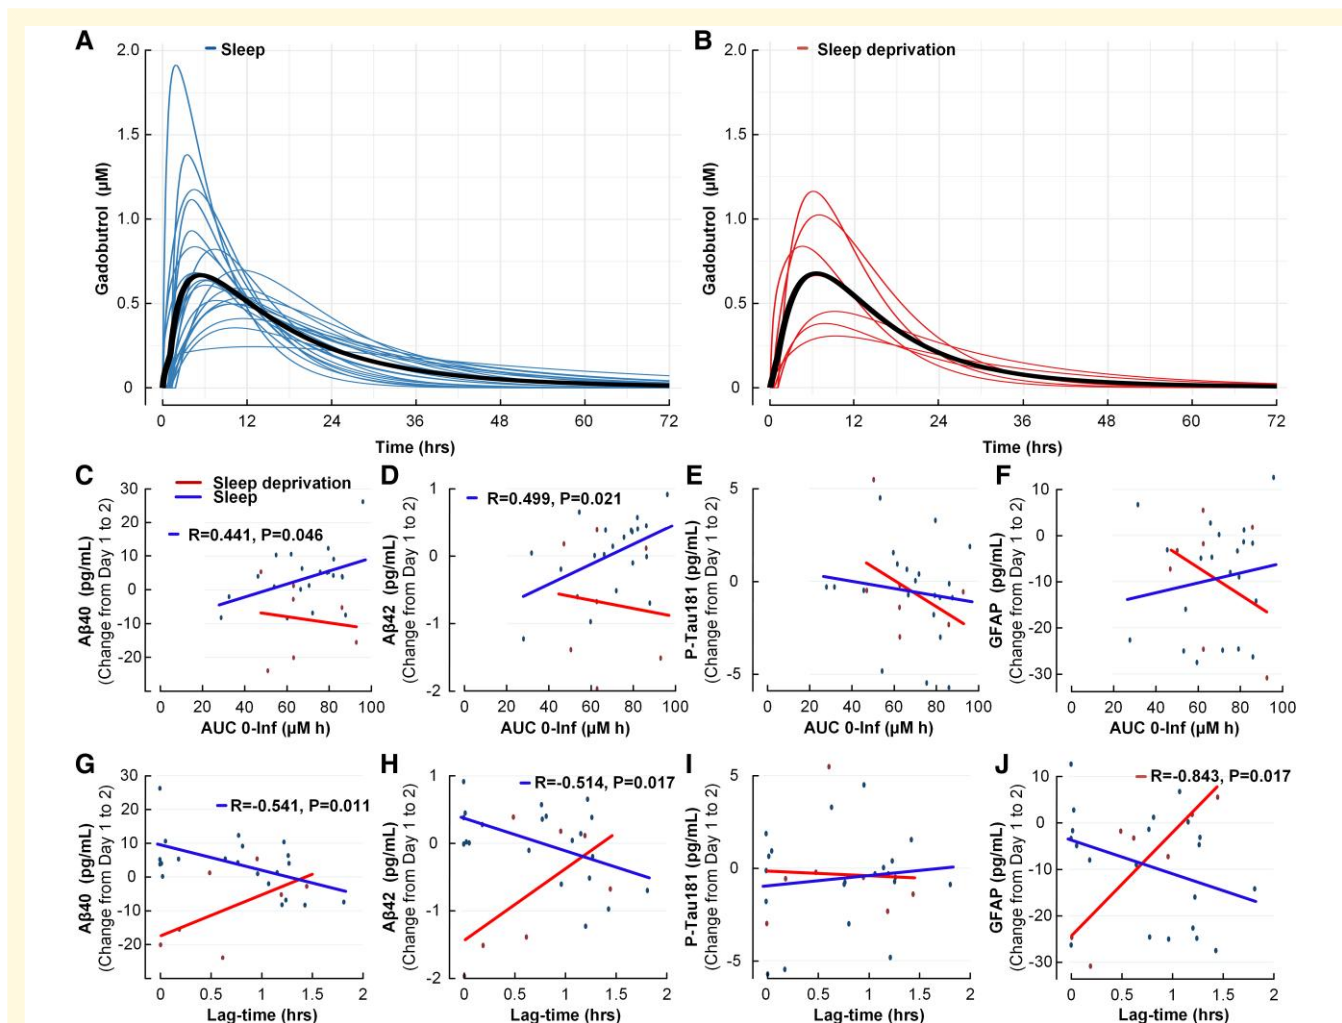 A
Sleep
2.0
1.5
1.0
0.5
0
Gadobutrol (µM)
0 12 24 36 48 60 72
Time (hrs)
B
Sleep deprivation
2.0
1.5
1.0
0.5
0
Gadobutrol (µM)
0 12 24 36 48 60 72
Time (hrs)
C
Sleep deprivation
Sleep
R=0.441, P=0.046
30
20
10
0
-10
-20
Aβ40 (pg/mL)
(Change from Day 1 to 2)
0 20 40 60 80 100
AUC 0-Inf (µM h)
D
R=0.499, P=0.021
1
0
-1
-2
Aβ42 (pg/mL)
(Change from Day 1 to 2)
0 20 40 60 80 100
AUC 0-Inf (µM h)
E
5
0
-5
P-Tau181 (pg/mL)
(Change from Day 1 to 2)
0 20 40 60 80 100
AUC 0-Inf (µM h)
F
10
0
-10
-20
-30
GFAP (pg/mL)
(Change from Day 1 to 2)
0 20 40 60 80 100
AUC 0-Inf (µM h)
G
R=-0.541, P=0.011
30
20
10
0
-10
-20
Aβ40 (pg/mL)
(Change from Day 1 to 2)
0 0.5 1 1.5 2
Lag-time (hrs)
H
R=-0.514, P=0.017
1
0
-1
-2
Aβ42 (pg/mL)
(Change from Day 1 to 2)
0 0.5 1 1.5 2
Lag-time (hrs)
I
5
0
-5
P-Tau181 (pg/mL)
(Change from Day 1 to 2)
0 0.5 1 1.5 2
Lag-time (hrs)
J
R=-0.843, P=0.017
10
0
-10
-20
-30
GFAP (pg/mL)
(Change from Day 1 to 2)
0 0.5 1 1.5 2
Lag-time (hrs)